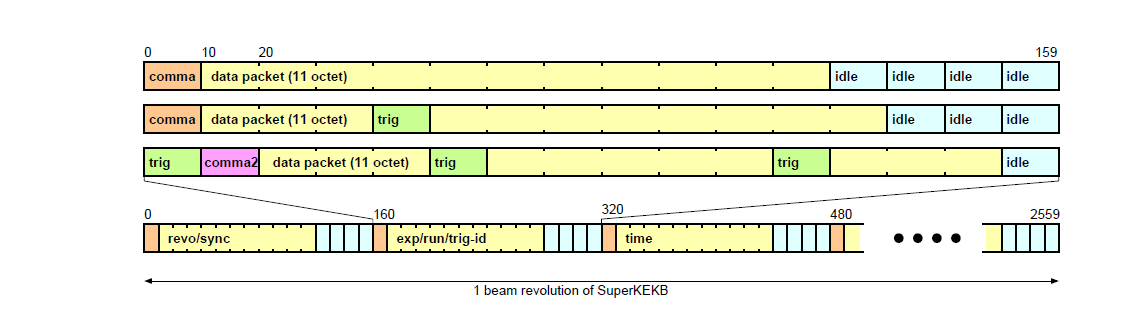 0 10 20 159
comma data packet (11 octet) idle idle idle idle
comma data packet (11 octet) trig idle idle idle
trig comma2 data packet (11 octet) trig trig idle
0 160 320 480 2559
revo/sync exp/run/trig-id time
1 beam revolution of SuperKEKB